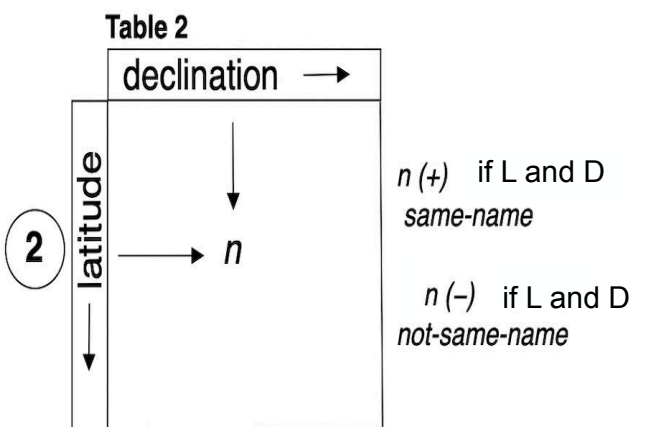 Table 2
declination
n (+) if L and D
same-name
2
latitude
n
n (–) if L and D
not-same-name